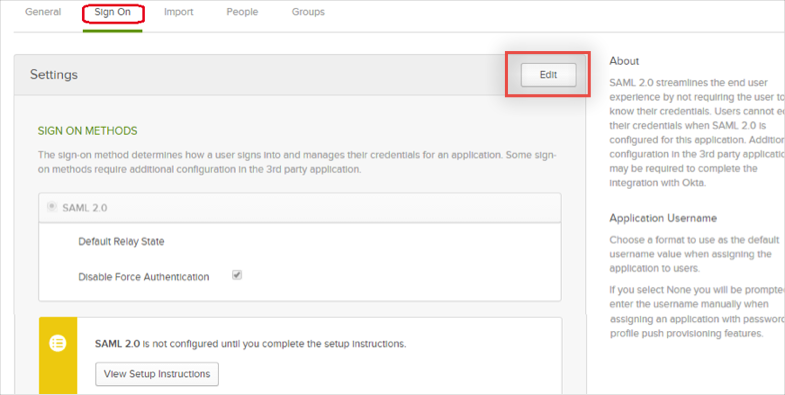 General Sign On Import People Groups
Settings
Edit
SIGN ON METHODS
The sign-on method determines how a user signs into and manages their credentials for an application. Some sign-
on methods require additional configuration in the 3rd party application.
SAML 2.0
Default Relay State
Disable Force Authentication
SAML 2.0 is not configured until you complete the setup instructions.
View Setup Instructions
About
SAML 2.0 streamlines the end user
experience by not requiring the user to
know their credentials. Users cannot e
their credentials when SAML 2.0 is
configured for this application. Addition
configuration in the 3rd party applicatio
may be required to complete the
integration with Okta.
Application Username
Choose a format to use as the default
username value when assigning the
application to users.
If you select None you will be prompte
enter the username manually when
assigning an application with password
profile push provisioning features.